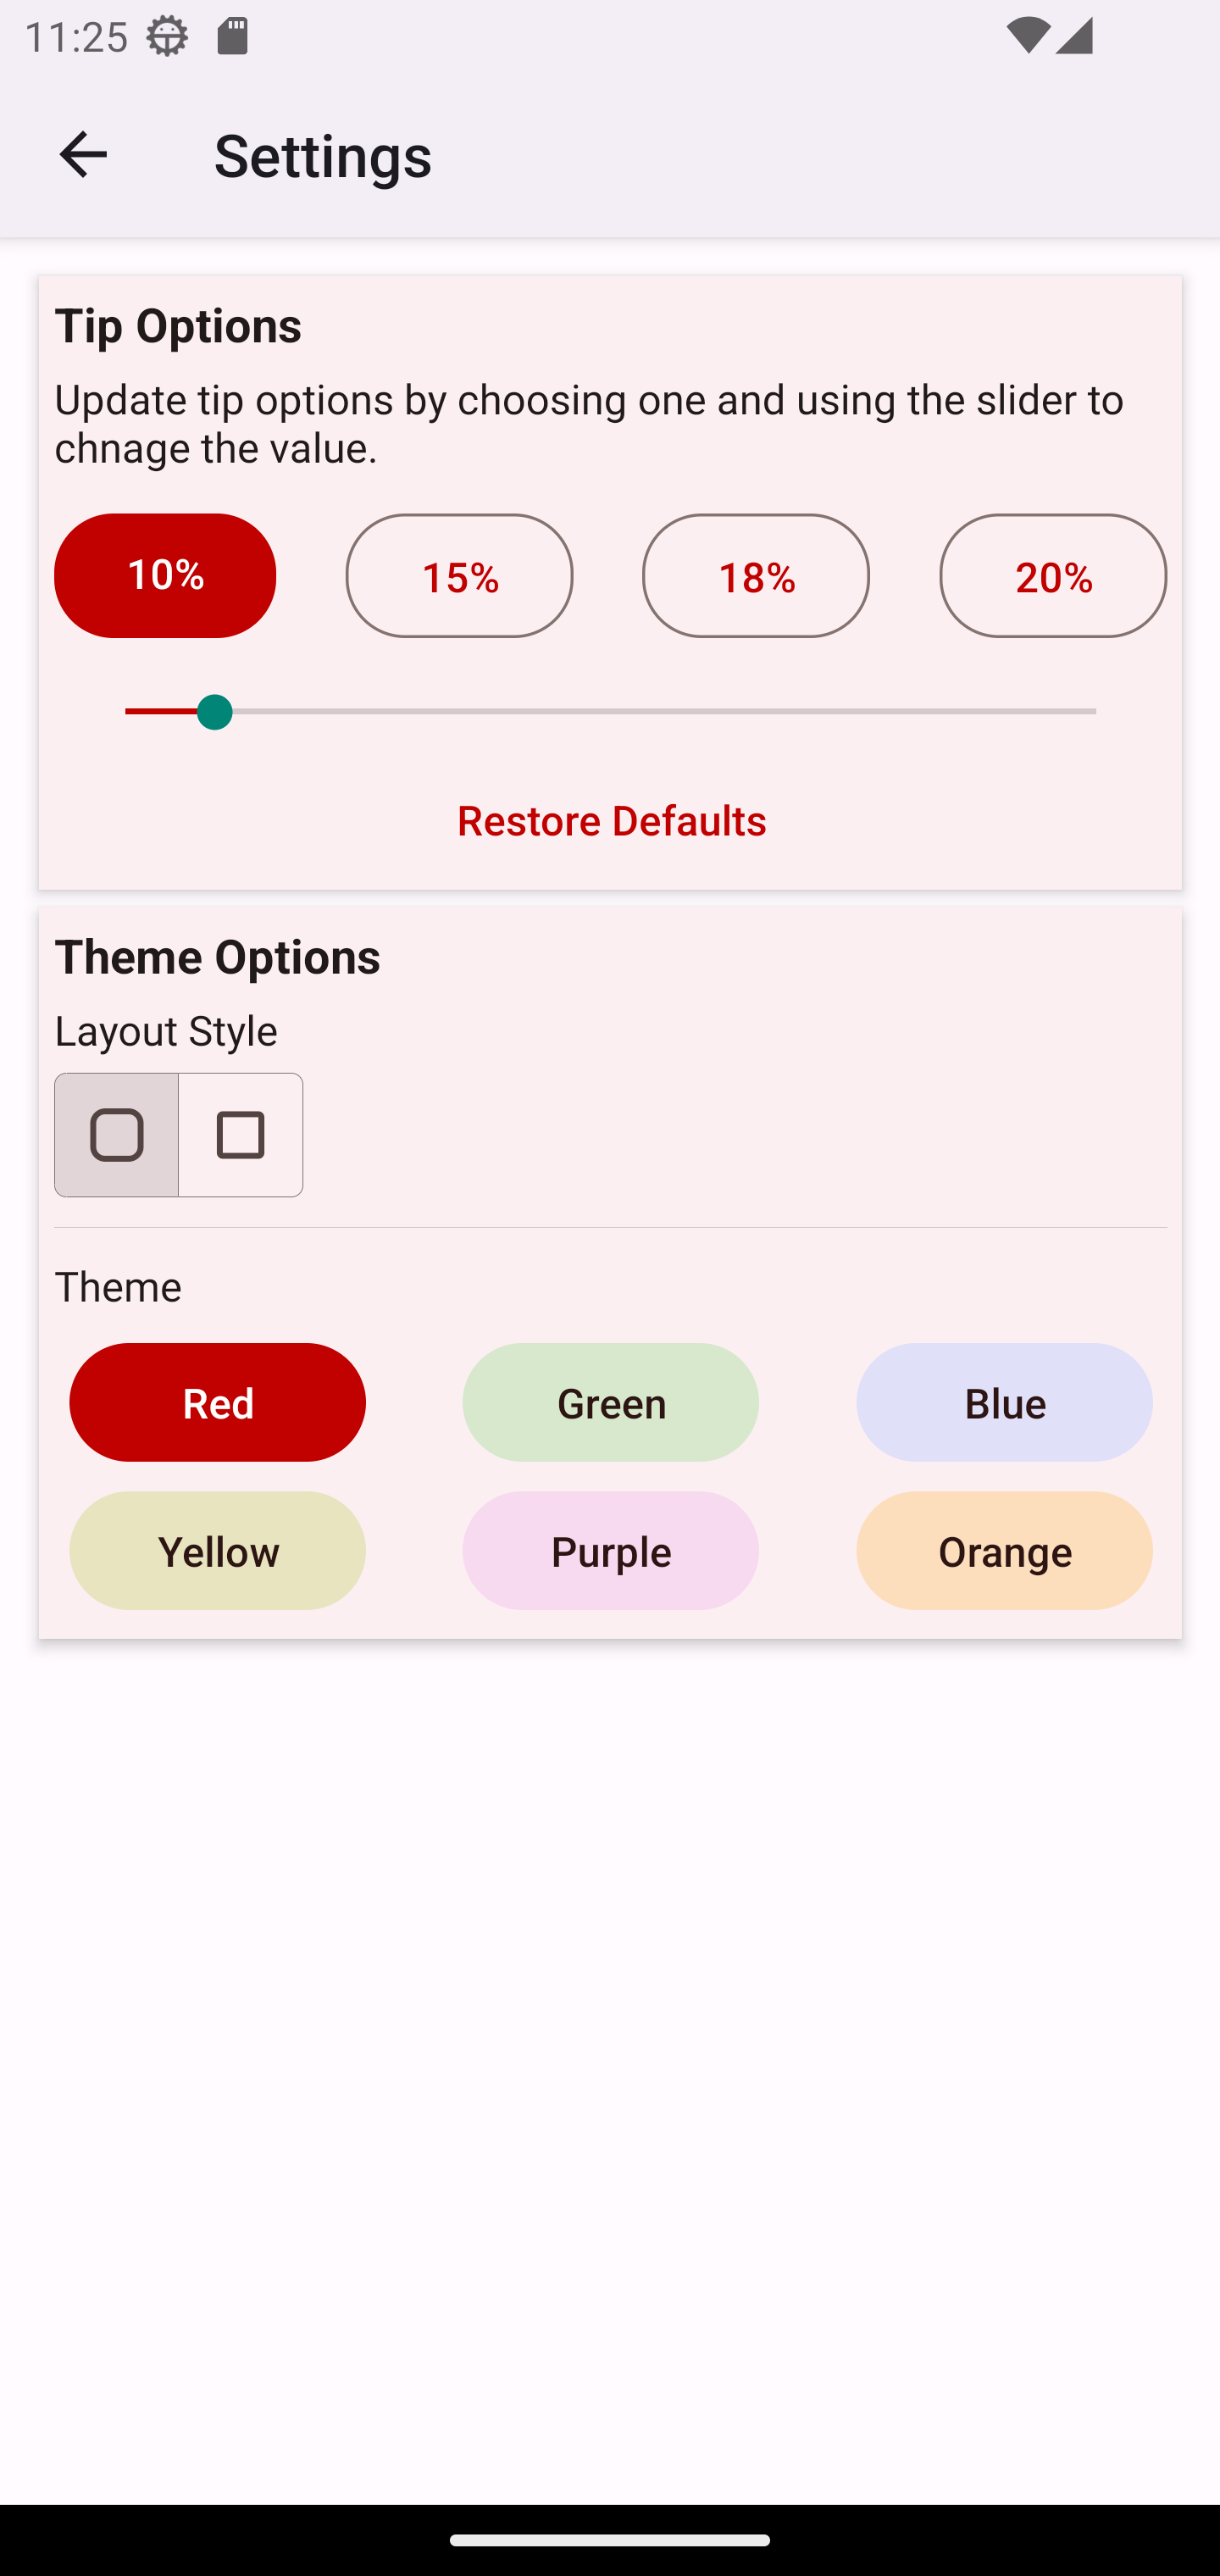 11:25
Settings
Tip Options
Update tip options by choosing one and using the slider to
chnage the value.
10% 15% 18% 20%
Restore Defaults
Theme Options
Layout Style
Theme
Red Green Blue
Yellow Purple Orange